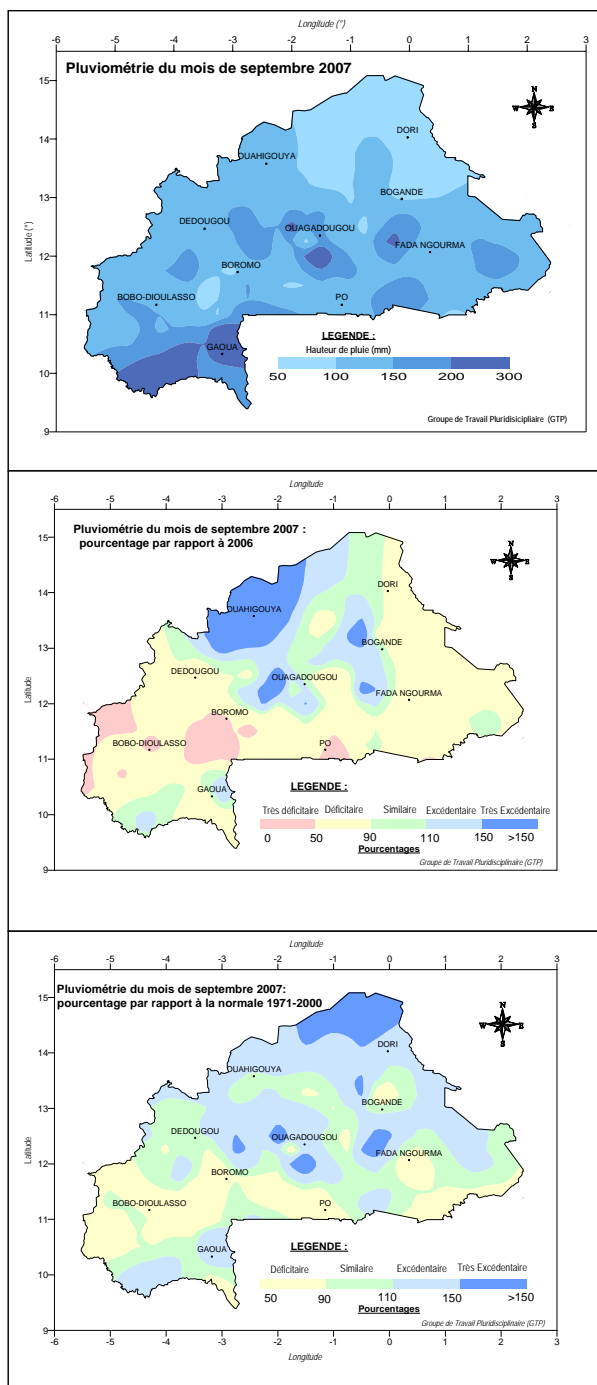 Longitude (°)
-6 -5 -4 -3 -2 -1 0 1 2 3
Pluviométrie du mois de septembre 2007
N
W E
S
15
DORI
14
OUAHIGOUYA
13
BOGANDE
DEDOUGOU
OUAGADOUGOU
Latitude (°)
FADA NGOURMA
12
BOROMO
BOBO-DIOULASSO
PO
11
LEGENDE :
GAOUA
Hauteur de pluie (mm)
10
50 100 150 200 300
Groupe de Travail Pluridisicipliaire (GTP)
9
Longitude
-6 -5 -4 -3 -2 -1 0 1 2 3
Pluviométrie du mois de septembre 2007 :
pourcentage par rapport à 2006
N
W E
S
15
DORI
14
OUAHIGOUYA
13
BOGANDE
DEDOUGOU
OUAGADOUGOU
Latitude
FADA NGOURMA
12
BOROMO
BOBO-DIOULASSO
PO
11
LEGENDE :
GAOUA
Très déficitaire Déficitaire Similaire Excédentaire Très Excédentaire
10
0 50 90 110 150 >150
Pourcentages
Groupe de Travail Pluridisciplinaire (GTP)
9
Longitude
-6 -5 -4 -3 -2 -1 0 1 2 3
Pluviométrie du mois de septembre 2007:
pourcentage par rapport à la normale 1971-2000
N
W E
S
15
DORI
14
OUAHIGOUYA
BOGANDE
13
DEDOUGOU
OUAGADOUGOU
Latitude
FADA NGOURMA
12
BOROMO
BOBO-DIOULASSO
PO
11
LEGENDE :
GAOUA
Déficitaire Similaire Excédentaire Très Excédentaire
10
50 90 110 150 >150
Pourcentages
Groupe de Travail Pluridisciplinaire (GTP)
9
-6 -5 -4 -3 -2 -1 0 1 2 3
Longitude